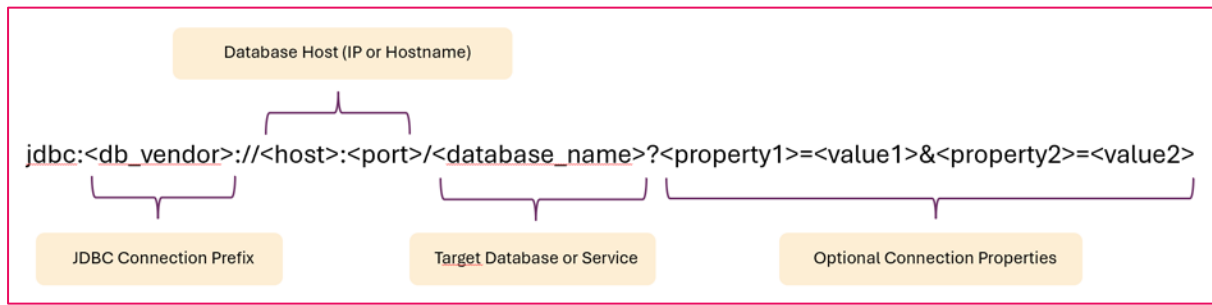 Database Host (IP or Hostname)
jdbc:<db_vendor>://<host>:<port>/<database_name>?<property1>=<value1>&<property2>=<value2>
JDBC Connection Prefix
Target Database or Service
Optional Connection Properties